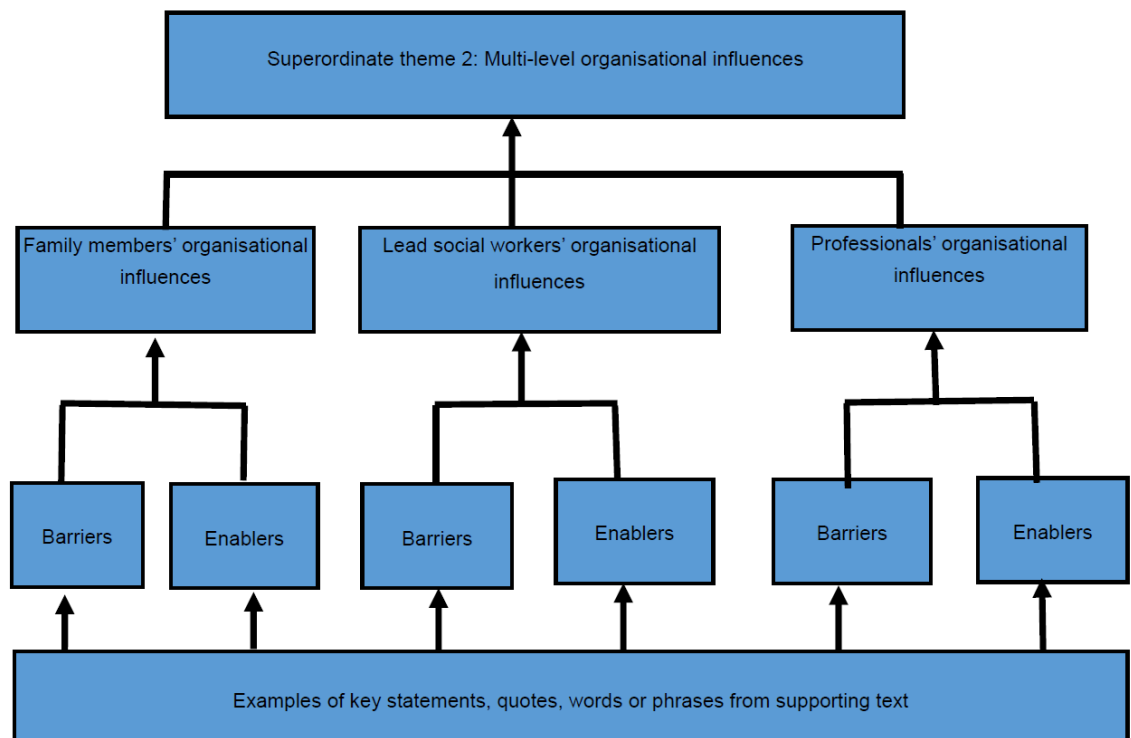 Superordinate theme 2: Multi-level organisational influences
Family members’ organisational
influences
Lead social workers’ organisational
influences
Professionals’ organisational
influences
Barriers
Enablers
Barriers
Enablers
Barriers
Enablers
Examples of key statements, quotes, words or phrases from supporting text